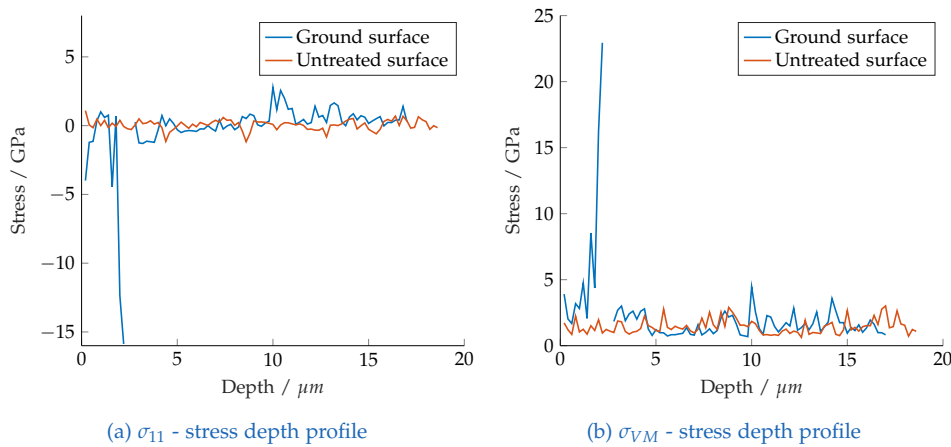 Ground surface
Untreated surface
Stress / GPa
5
0
−5
−10
−15
0
5
10
15
20
Depth / μm
(a) σ11 - stress depth profile
Ground surface
Untreated surface
Stress / GPa
25
20
15
10
5
0
0
5
10
15
20
Depth / μm
(b) σVM - stress depth profile